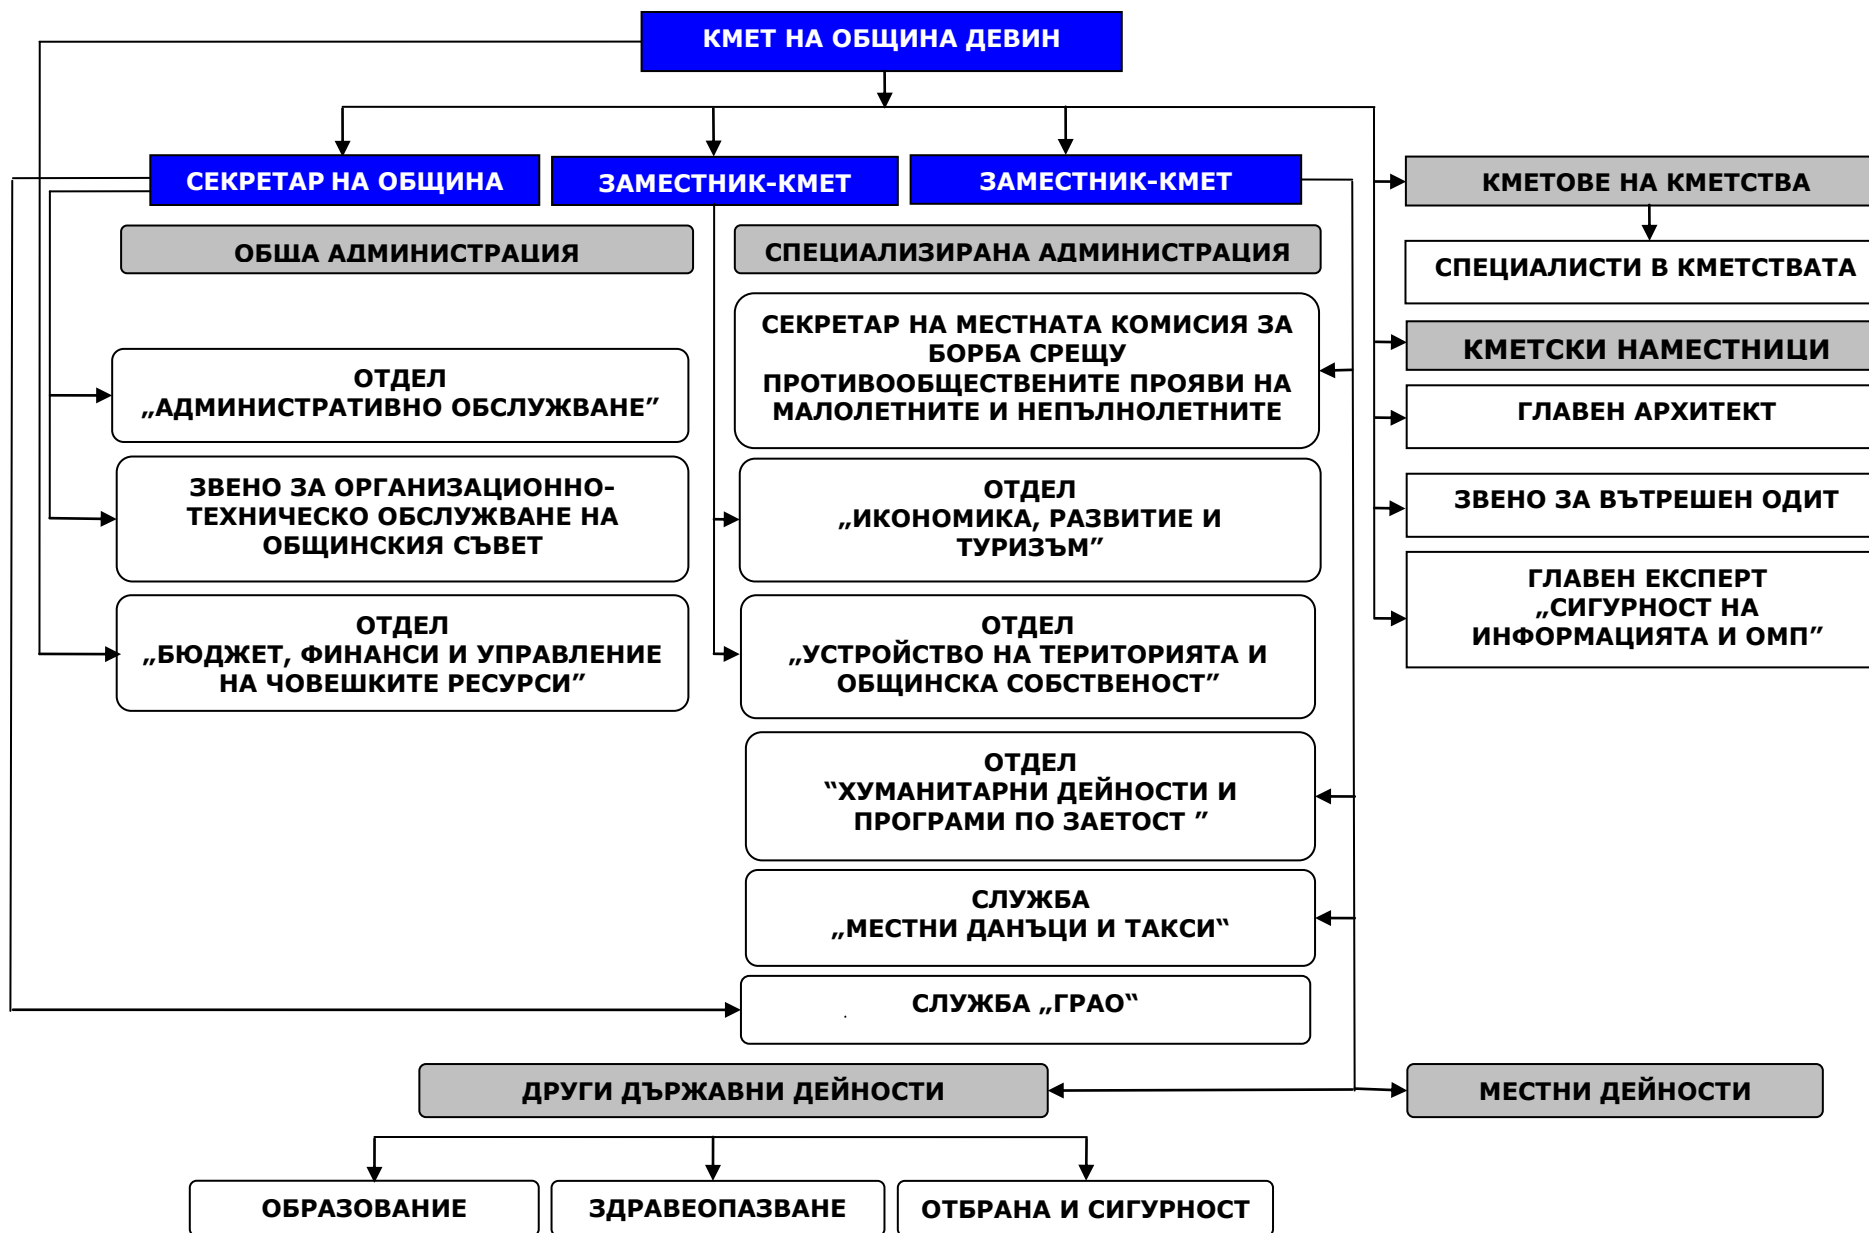 КМЕТ НА ОБЩИНА ДЕВИН
СЕКРЕТАР НА ОБЩИНА
ЗАМЕСТНИК-КМЕТ
ЗАМЕСТНИК-КМЕТ
КМЕТОВЕ НА КМЕТСТВА
СПЕЦИАЛИСТИ В КМЕТСТВАТА
КМЕТСКИ НАМЕСТНИЦИ
ГЛАВЕН АРХИТЕКТ
ЗВЕНО ЗА ВЪТРЕШЕН ОДИТ
ГЛАВЕН ЕКСПЕРТ
„СИГУРНОСТ НА
ИНФОРМАЦИЯТА И ОМП”
ОБЩА АДМИНИСТРАЦИЯ
ОТДЕЛ
„АДМИНИСТРАТИВНО ОБСЛУЖВАНЕ”
ЗВЕНО ЗА ОРГАНИЗАЦИОННО-
ТЕХНИЧЕСКО ОБСЛУЖВАНЕ НА
ОБЩИНСКИЯ СЪВЕТ
ОТДЕЛ
„БЮДЖЕТ, ФИНАНСИ И УПРАВЛЕНИЕ
НА ЧОВЕШКИТЕ РЕСУРСИ”
СПЕЦИАЛИЗИРАНА АДМИНИСТРАЦИЯ
СЕКРЕТАР НА МЕСТНАТА КОМИСИЯ ЗА
БОРБА СРЕЩУ
ПРОТИВООБЩЕСТВЕНИТЕ ПРОЯВИ НА
МАЛОЛЕТНИТЕ И НЕПЪЛНОЛЕТНИТЕ
ОТДЕЛ
„ИКОНОМИКА, РАЗВИТИЕ И
ТУРИЗЪМ”
ОТДЕЛ
„УСТРОЙСТВО НА ТЕРИТОРИЯТА И
ОБЩИНСКА СОБСТВЕНОСТ”
ОТДЕЛ
“ХУМАНИТАРНИ ДЕЙНОСТИ И
ПРОГРАМИ ПО ЗАЕТОСТ ”
СЛУЖБА
„МЕСТНИ ДАНЪЦИ И ТАКСИ“
СЛУЖБА „ГРАО“
ДРУГИ ДЪРЖАВНИ ДЕЙНОСТИ
МЕСТНИ ДЕЙНОСТИ
ОБРАЗОВАНИЕ
ЗДРАВЕОПАЗВАНЕ
ОТБРАНА И СИГУРНОСТ